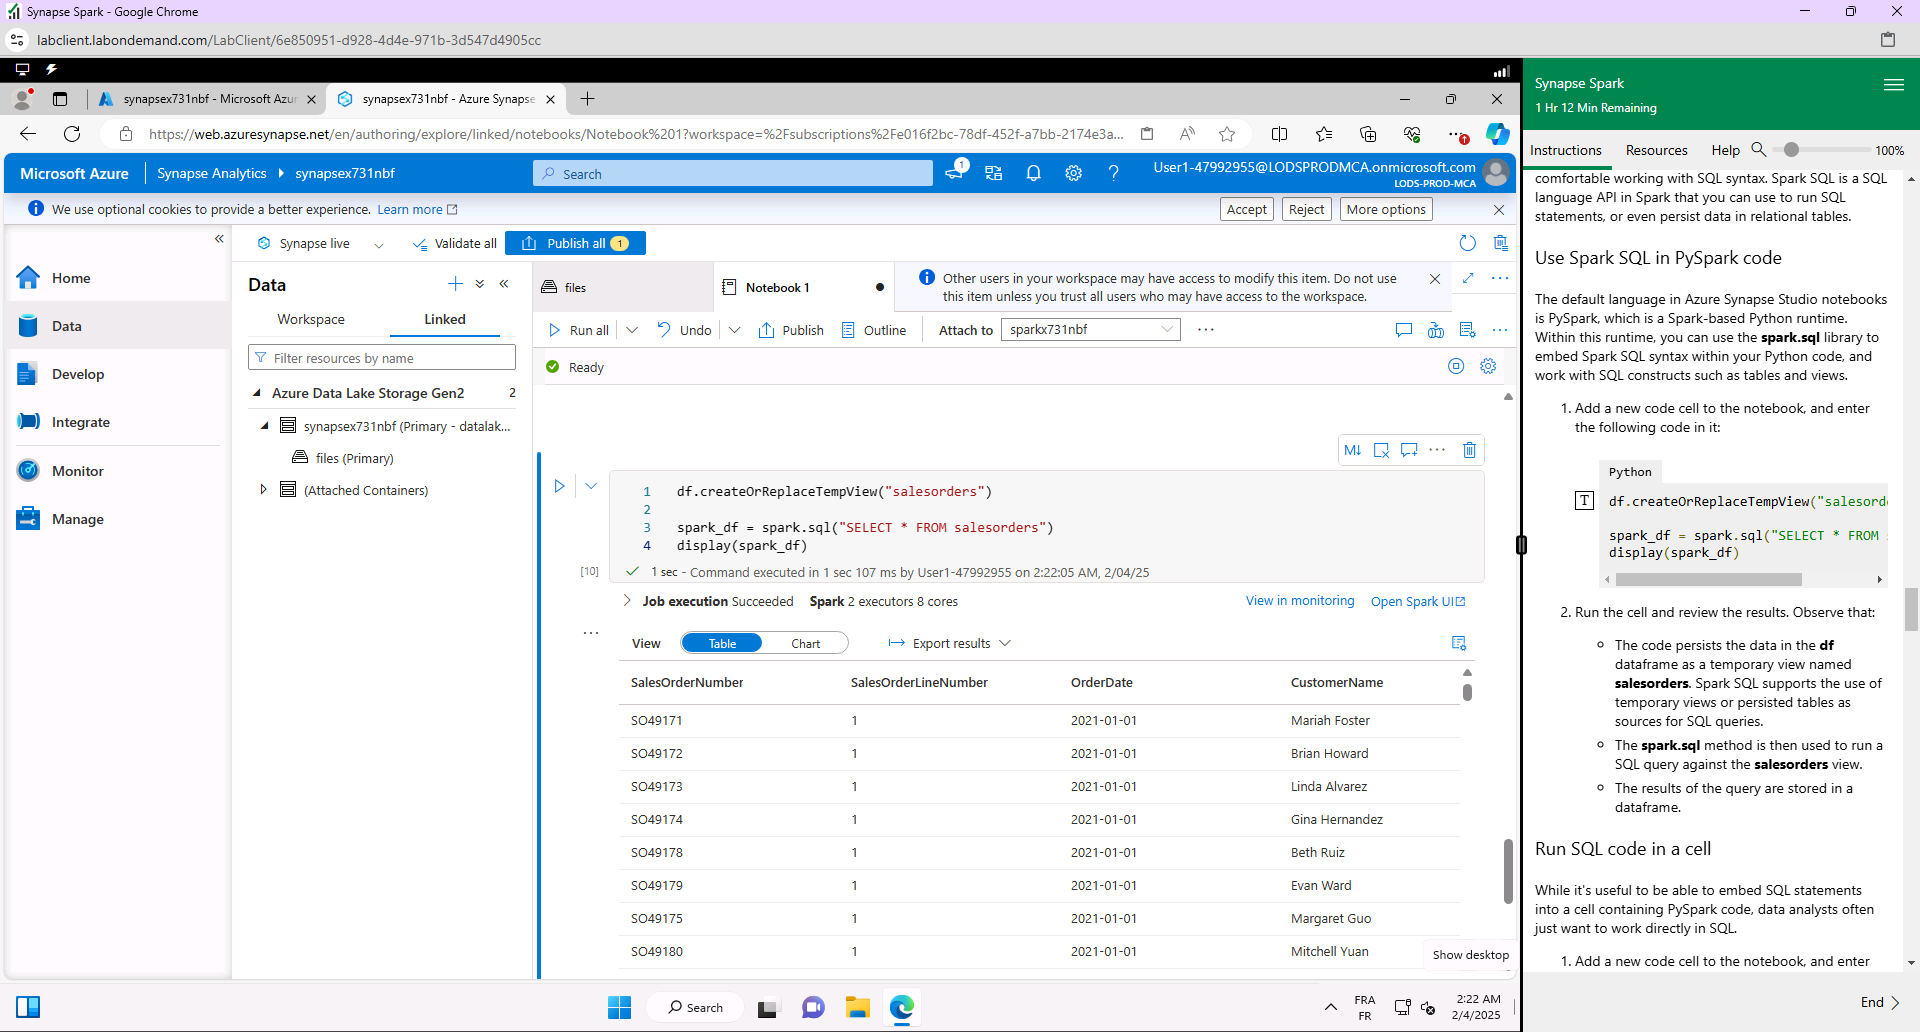 Synapse Spark - Google Chrome
labclient.labondemand.com/LabClient/6e850951-d928-4d4e-971b-3d547d4905cc
synapsex731nbf - Microsoft Azur
synapsex731nbf - Azure Synapse
https://web.azuresynapse.net/en/authoring/explore/linked/notebooks/Notebook%201?workspace=%2Fsubscriptions%2Fe016f2bc-78df-452f-a7bb-2174e3a...
Microsoft Azure
Synapse Analytics
synapsex731nbf
Search
1
User1-47992955@LODSPRODMCA.onmicrosoft.com
LODS-PROD-MCA
We use optional cookies to provide a better experience. Learn more
Accept
Reject
More options
Home
Data
Develop
Integrate
Monitor
Manage
Synapse live
Validate all
Publish all 1
Data
Workspace
Linked
Filter resources by name
Azure Data Lake Storage Gen2 2
synapsex731nbf (Primary - datalak...
files (Primary)
(Attached Containers)
files
Notebook 1
Other users in your workspace may have access to modify this item. Do not use
this item unless you trust all users who may have access to the workspace.
Run all
Undo
Publish
Outline
Attach to
sparkx731nbf
Ready
M↓
1 df.createOrReplaceTempView("salesorders")
2
3 spark_df = spark.sql("SELECT * FROM salesorders")
4 display(spark_df)
[10]
1 sec - Command executed in 1 sec 107 ms by User1-47992955 on 2:22:05 AM, 2/04/25
Job execution Succeeded Spark 2 executors 8 cores
View in monitoring
Open Spark UI
View
Table
Chart
Export results
SalesOrderNumber SalesOrderLineNumber OrderDate CustomerName
SO49171 1 2021-01-01 Mariah Foster
SO49172 1 2021-01-01 Brian Howard
SO49173 1 2021-01-01 Linda Alvarez
SO49174 1 2021-01-01 Gina Hernandez
SO49178 1 2021-01-01 Beth Ruiz
SO49179 1 2021-01-01 Evan Ward
SO49175 1 2021-01-01 Margaret Guo
SO49180 1 2021-01-01 Mitchell Yuan
Show desktop
Search
FRA
FR
2:22 AM
2/4/2025
Synapse Spark
1 Hr 12 Min Remaining
Instructions
Resources
Help
100%
comfortable working with SQL syntax. Spark SQL is a SQL
language API in Spark that you can use to run SQL
statements, or even persist data in relational tables.
Use Spark SQL in PySpark code
The default language in Azure Synapse Studio notebooks
is PySpark, which is a Spark-based Python runtime.
Within this runtime, you can use the spark.sql library to
embed Spark SQL syntax within your Python code, and
work with SQL constructs such as tables and views.
1. Add a new code cell to the notebook, and enter
the following code in it:
Python
T
df.createOrReplaceTempView("salesord
spark_df = spark.sql("SELECT * FROM
display(spark_df)
2. Run the cell and review the results. Observe that:
The code persists the data in the df
dataframe as a temporary view named
salesorders. Spark SQL supports the use of
temporary views or persisted tables as
sources for SQL queries.
The spark.sql method is then used to run a
SQL query against the salesorders view.
The results of the query are stored in a
dataframe.
Run SQL code in a cell
While it's useful to be able to embed SQL statements
into a cell containing PySpark code, data analysts often
just want to work directly in SQL.
1. Add a new code cell to the notebook, and enter
End